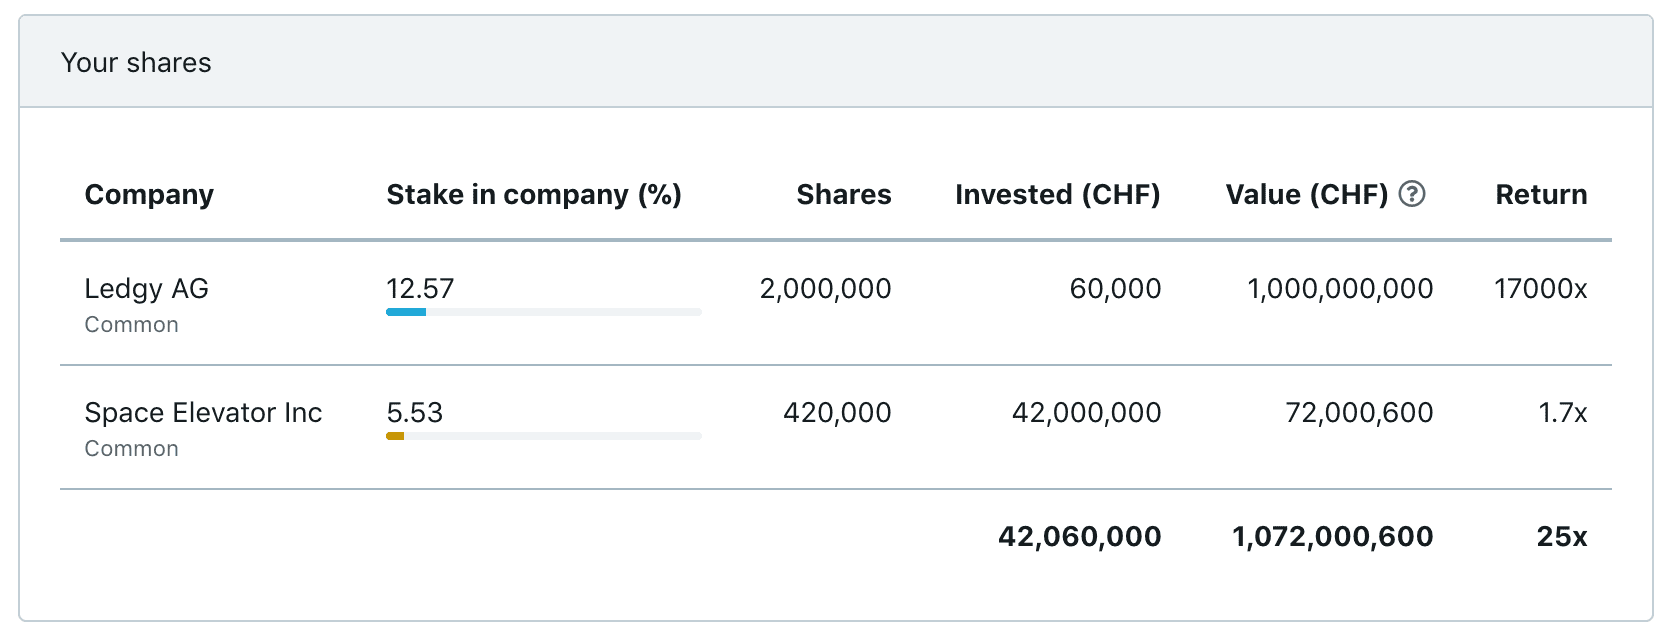 Your shares
Company Stake in company (%) Shares Invested (CHF) Value (CHF) ? Return
Ledgy AG 12.57 2,000,000 60,000 1,000,000,000 17000x
Common
Space Elevator Inc 5.53 420,000 42,000,000 72,000,600 1.7x
Common
42,060,000 1,072,000,600 25x